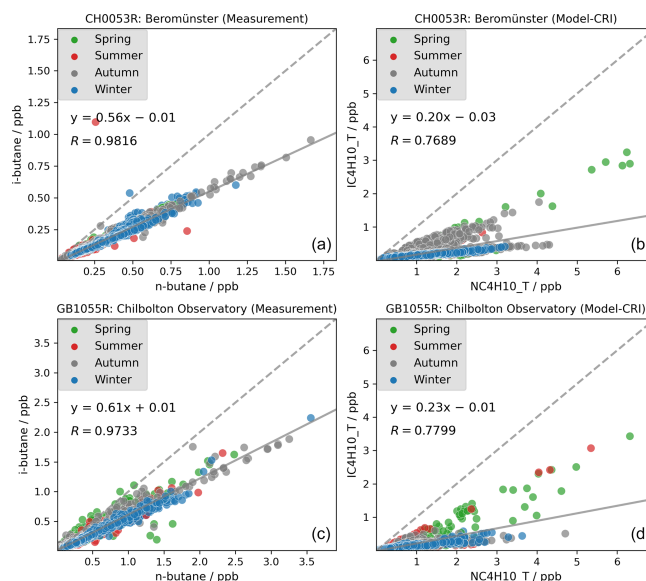 CH0053R: Beromünster (Measurement)
i-butane / ppb
1.75
1.50
1.25
1.00
0.75
0.50
0.25
Spring
Summer
Autumn
Winter
y = 0.56x − 0.01
R = 0.9816
(a)
0.25 0.50 0.75 1.00 1.25 1.50 1.75
n-butane / ppb
CH0053R: Beromünster (Model-CRI)
IC4H10_T / ppb
6
5
4
3
2
1
Spring
Summer
Autumn
Winter
y = 0.20x − 0.03
R = 0.7689
(b)
1 2 3 4 5 6
NC4H10_T / ppb
GB1055R: Chilbolton Observatory (Measurement)
i-butane / ppb
3.5
3.0
2.5
2.0
1.5
1.0
0.5
Spring
Summer
Autumn
Winter
y = 0.61x + 0.01
R = 0.9733
(c)
0.5 1.0 1.5 2.0 2.5 3.0 3.5
n-butane / ppb
GB1055R: Chilbolton Observatory (Model-CRI)
IC4H10_T / ppb
6
5
4
3
2
1
Spring
Summer
Autumn
Winter
y = 0.23x − 0.01
R = 0.7799
(d)
1 2 3 4 5 6
NC4H10_T / ppb